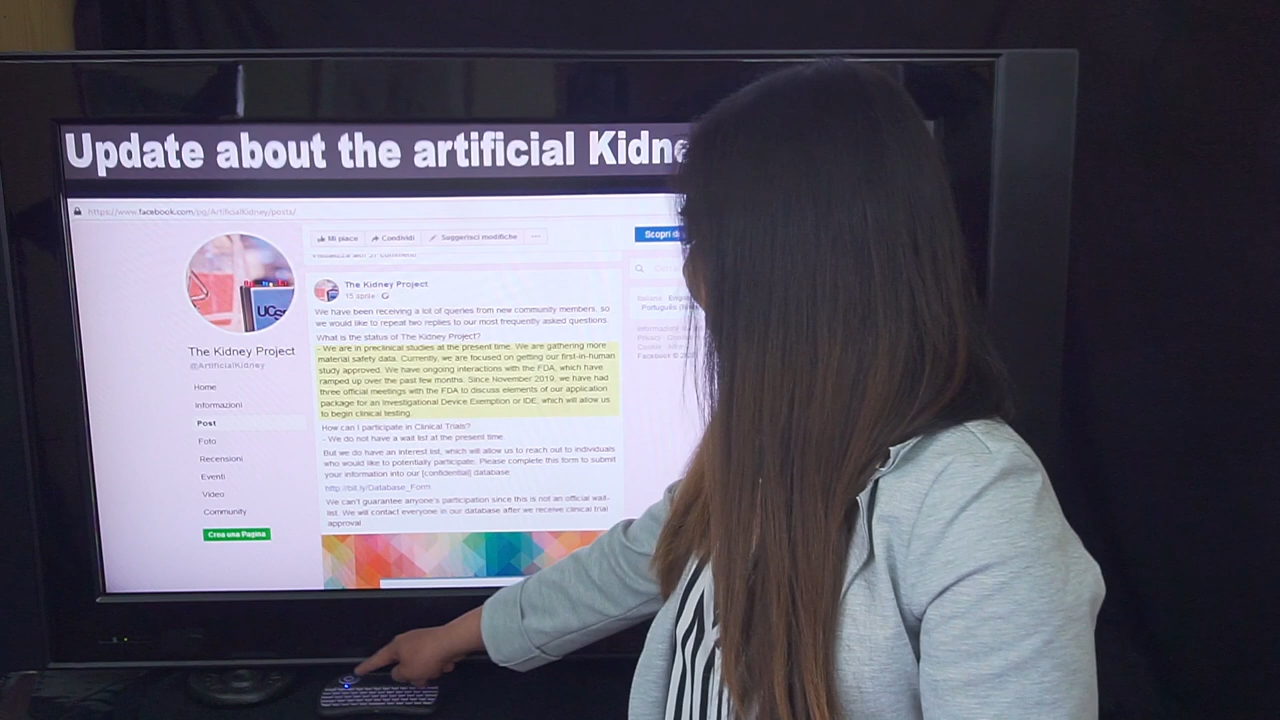 Update about the artificial Kidne
https://www.facebook.com/pg/ArtificialKidney/posts/
Mi piace Condividi Suggerisci modifiche ...
Scopri di
UCSF
The Kidney Project
@ArtificialKidney
Home
Informazioni
Post
Foto
Recensioni
Eventi
Video
Community
Crea una Pagina
The Kidney Project
15 aprile
We have been receiving a lot of queries from new community members, so
we would like to repeat two replies to our most frequently asked questions.
What is the status of The Kidney Project?
- We are in preclinical studies at the present time. We are gathering more
material safety data. Currently, we are focused on getting our first-in-human
study approved. We have ongoing interactions with the FDA, which have
ramped up over the past few months. Since November 2019, we have had
three official meetings with the FDA to discuss elements of our application
package for an Investigational Device Exemption or IDE, which will allow us
to begin clinical testing.
How can I participate in Clinical Trials?
- We do not have a wait list at the present time.
But we do have an interest list, which will allow us to reach out to individuals
who would like to potentially participate. Please complete this form to submit
your information into our [confidential] database
http://bit.ly/Database_Form.
We can't guarantee anyone's participation since this is not an official wait-
list. We will contact everyone in our database after we receive clinical trial
approval.
Italiano
Português
Informazioni
Privacy
Cookie
Facebook ©